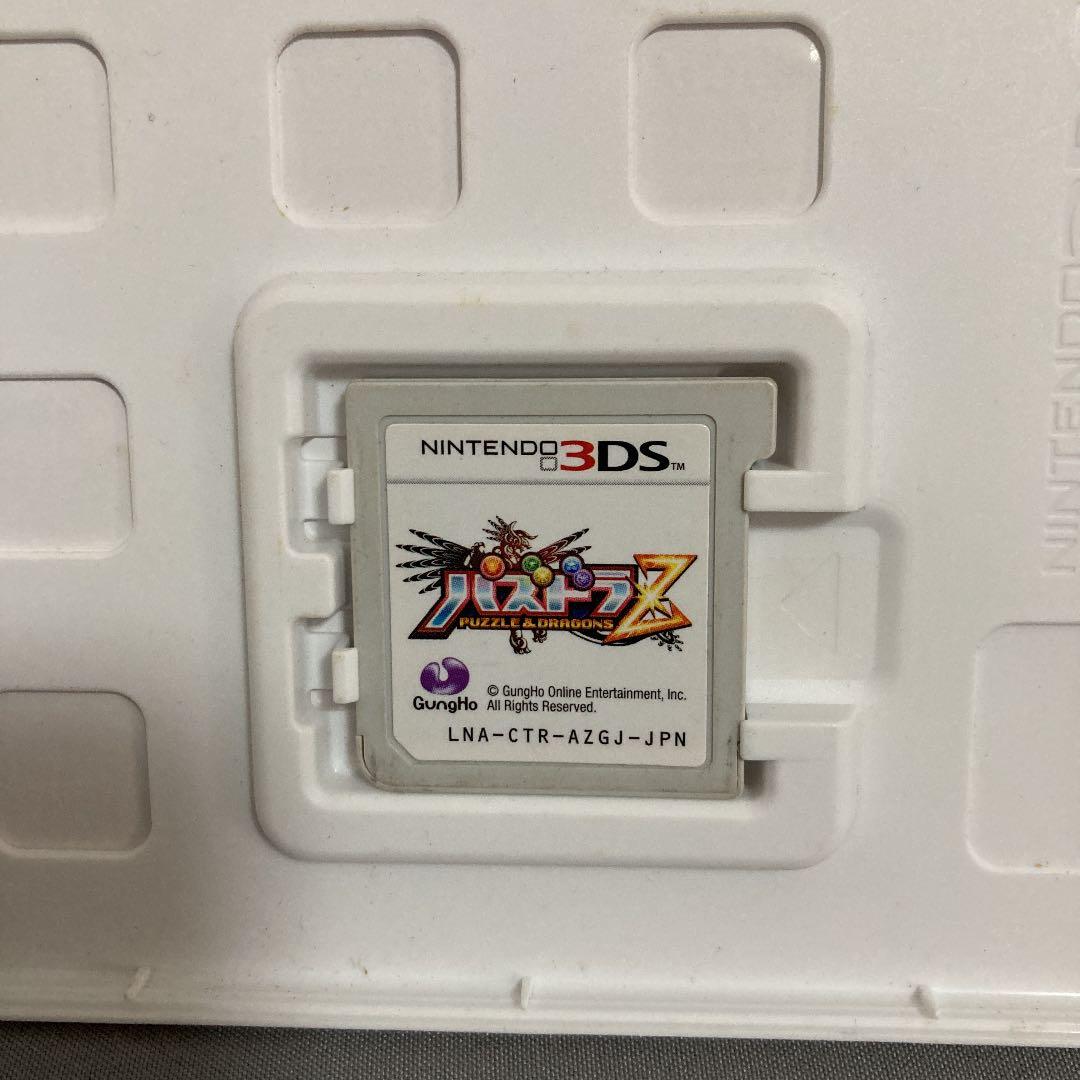 NINTENDO 3DS™
パズドラZ
PUZZLE & DRAGONS
GungHo
© GungHo Online Entertainment, Inc.
All Rights Reserved.
LNA-CTR-AZGJ-JPN
NINTENDO